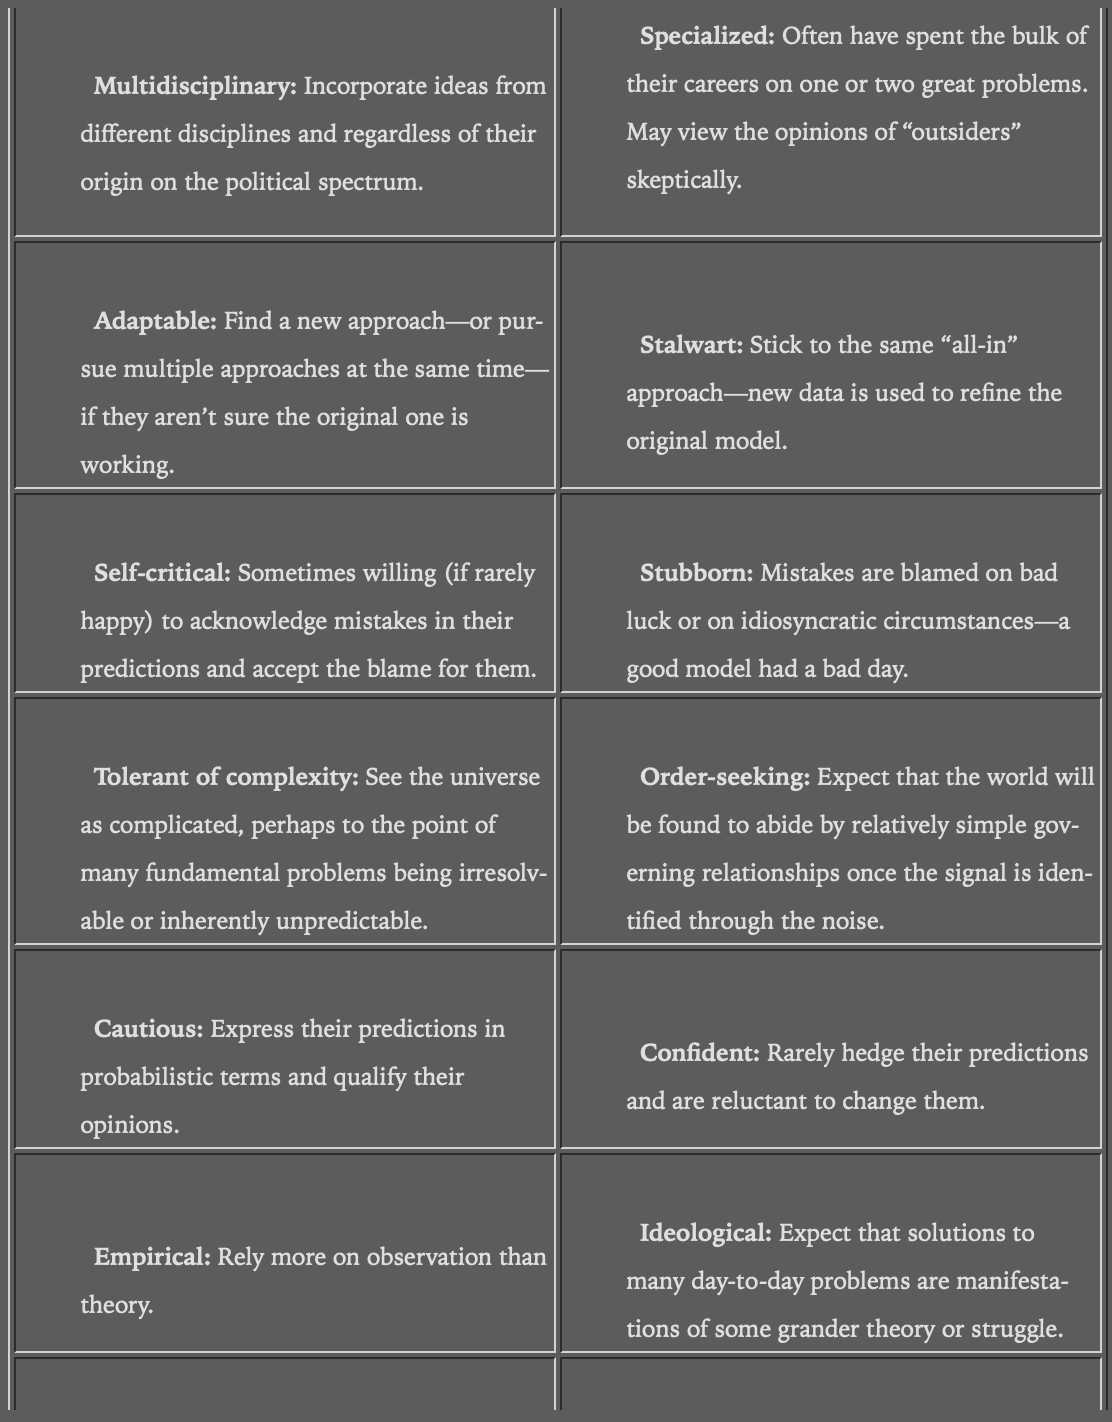 Multidisciplinary: Incorporate ideas from
different disciplines and regardless of their
origin on the political spectrum.
Specialized: Often have spent the bulk of
their careers on one or two great problems.
May view the opinions of “outsiders”
skeptically.
Adaptable: Find a new approach—or pur-
sue multiple approaches at the same time—
if they aren’t sure the original one is
working.
Stalwart: Stick to the same “all-in”
approach—new data is used to refine the
original model.
Self-critical: Sometimes willing (if rarely
happy) to acknowledge mistakes in their
predictions and accept the blame for them.
Stubborn: Mistakes are blamed on bad
luck or on idiosyncratic circumstances—a
good model had a bad day.
Tolerant of complexity: See the universe
as complicated, perhaps to the point of
many fundamental problems being irresolv-
able or inherently unpredictable.
Order-seeking: Expect that the world will
be found to abide by relatively simple gov-
erning relationships once the signal is iden-
tified through the noise.
Cautious: Express their predictions in
probabilistic terms and qualify their
opinions.
Confident: Rarely hedge their predictions
and are reluctant to change them.
Empirical: Rely more on observation than
theory.
Ideological: Expect that solutions to
many day-to-day problems are manifesta-
tions of some grander theory or struggle.